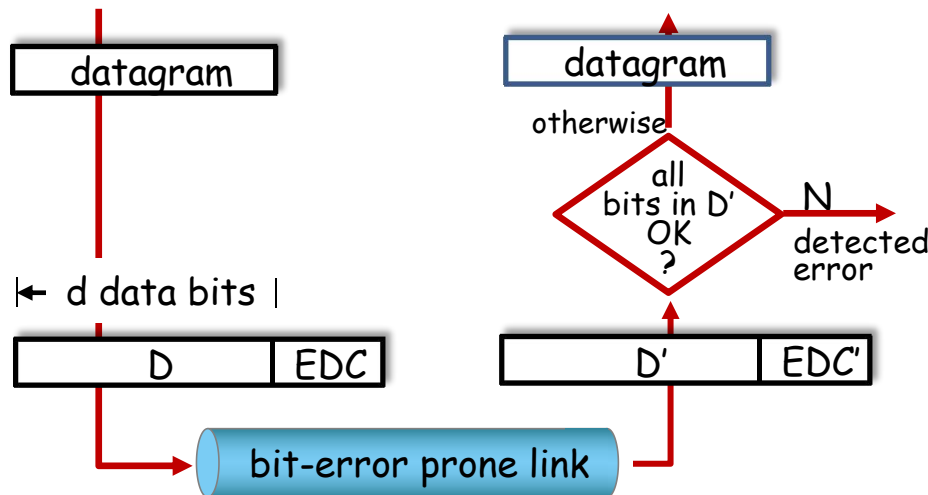 datagram
datagram
otherwise
all
bits in D'
OK
?
N
detected
error
d data bits
D
EDC
D'
EDC'
bit-error prone link